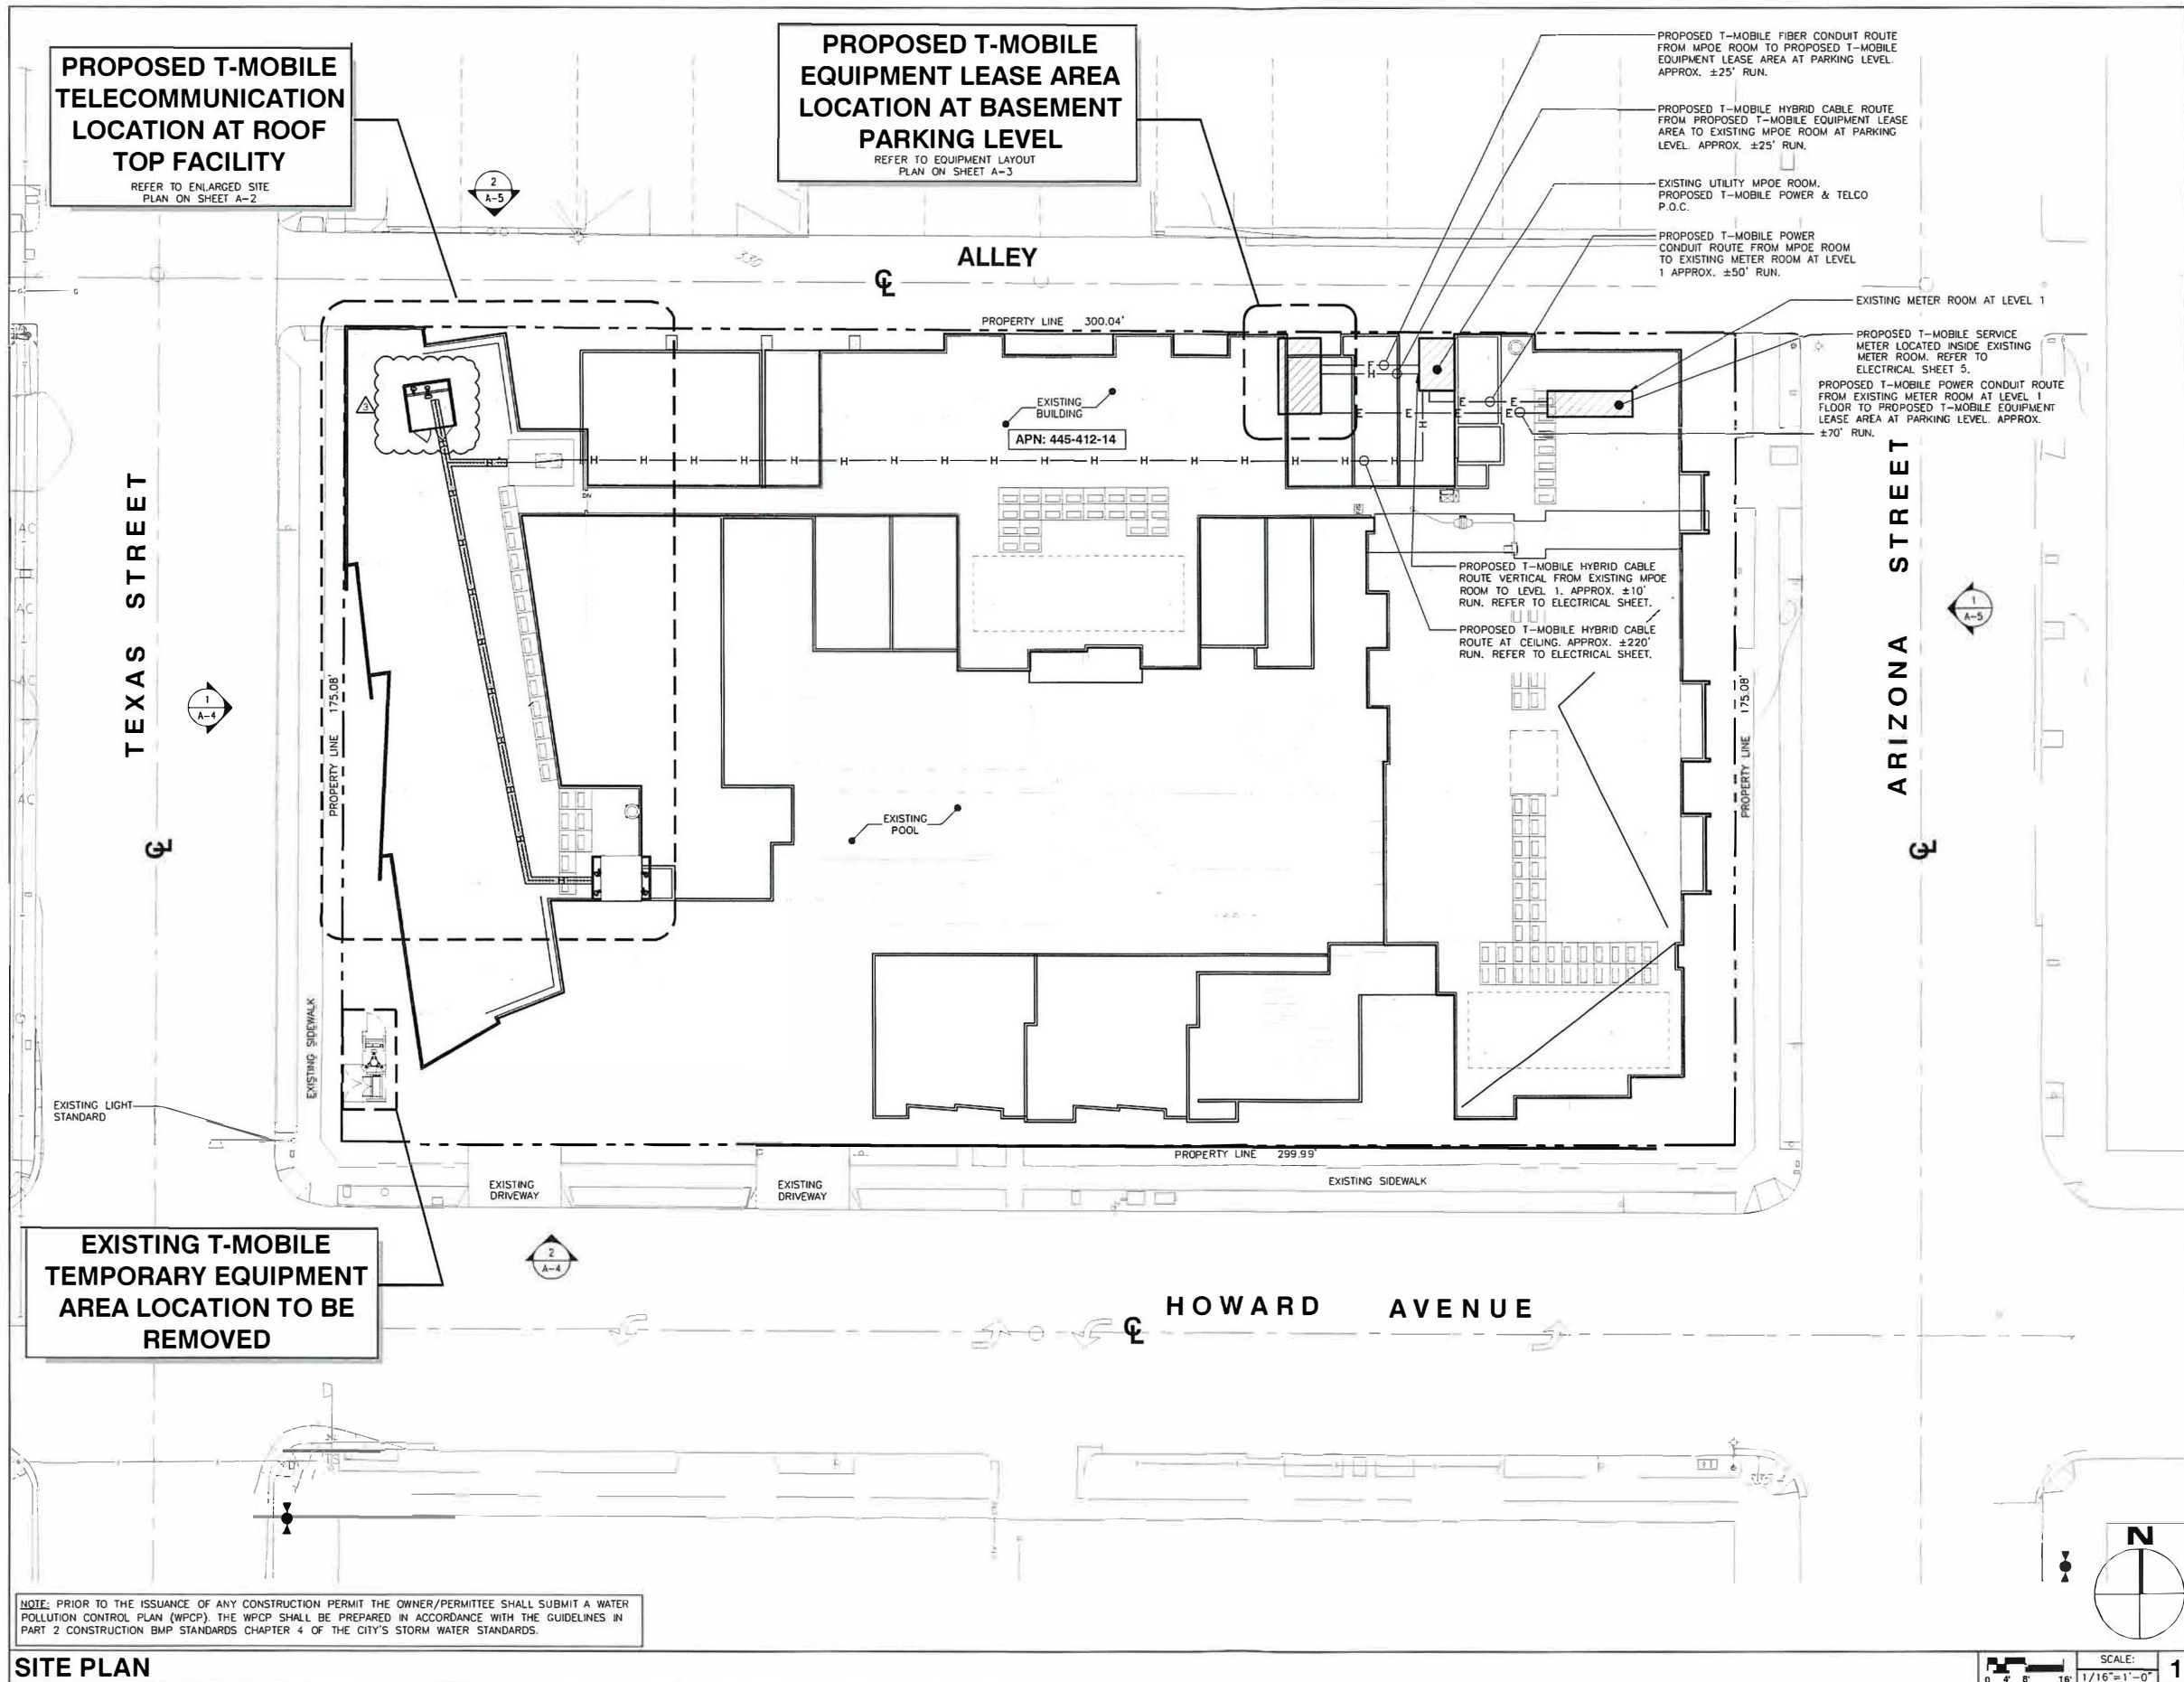 PROPOSED T-MOBILE
TELECOMMUNICATION
LOCATION AT ROOF
TOP FACILITY
REFER TO ENLARGED SITE
PLAN ON SHEET A-2
PROPOSED T-MOBILE
EQUIPMENT LEASE AREA
LOCATION AT BASEMENT
PARKING LEVEL
REFER TO EQUIPMENT LAYOUT
PLAN ON SHEET A-3
PROPOSED T-MOBILE FIBER CONDUIT ROUTE
FROM MPOE ROOM TO PROPOSED T-MOBILE
EQUIPMENT LEASE AREA AT PARKING LEVEL.
APPROX. ±25' RUN.
PROPOSED T-MOBILE HYBRID CABLE ROUTE
FROM PROPOSED T-MOBILE EQUIPMENT LEASE
AREA TO EXISTING MPOE ROOM AT PARKING
LEVEL. APPROX. ±25' RUN.
EXISTING UTILITY MPOE ROOM.
PROPOSED T-MOBILE POWER & TELCO
P.O.C.
PROPOSED T-MOBILE POWER
CONDUIT ROUTE FROM MPOE ROOM
TO EXISTING METER ROOM AT LEVEL
1 APPROX. ±50' RUN.
EXISTING METER ROOM AT LEVEL 1
PROPOSED T-MOBILE SERVICE
METER LOCATED INSIDE EXISTING
METER ROOM. REFER TO
ELECTRICAL SHEET 5.
PROPOSED T-MOBILE POWER CONDUIT ROUTE
FROM EXISTING METER ROOM AT LEVEL 1
FLOOR TO PROPOSED T-MOBILE EQUIPMENT
LEASE AREA AT PARKING LEVEL. APPROX.
±70' RUN.
2
A-5
ALLEY
330
PROPERTY LINE 300.04'
3
EXISTING
BUILDING
APN: 445-412-14
F
H
E E E E
E
H
H H H H H H H H H H H H H H H H H
DN
TEXAS STREET
1
A-4
PROPERTY LINE 175.08'
AC
AC
AC
AC
PROPOSED T-MOBILE HYBRID CABLE
ROUTE VERTICAL FROM EXISTING MPOE
ROOM TO LEVEL 1. APPROX. ±10'
RUN. REFER TO ELECTRICAL SHEET.
PROPOSED T-MOBILE HYBRID CABLE
ROUTE AT CEILING. APPROX. ±220'
RUN. REFER TO ELECTRICAL SHEET.
PROPERTY LINE 175.08'
ARIZONA STREET
1
A-5
EXISTING
POOL
EXISTING SIDEWALK
EXISTING LIGHT
STANDARD
PROPERTY LINE 299.99'
EXISTING
DRIVEWAY
EXISTING
DRIVEWAY
EXISTING SIDEWALK
EXISTING T-MOBILE
TEMPORARY EQUIPMENT
AREA LOCATION TO BE
REMOVED
2
A-4
HOWARD AVENUE
N
NOTE: PRIOR TO THE ISSUANCE OF ANY CONSTRUCTION PERMIT THE OWNER/PERMITTEE SHALL SUBMIT A WATER
POLLUTION CONTROL PLAN (WPCP). THE WPCP SHALL BE PREPARED IN ACCORDANCE WITH THE GUIDELINES IN
PART 2 CONSTRUCTION BMP STANDARDS CHAPTER 4 OF THE CITY'S STORM WATER STANDARDS.
SITE PLAN
0 4' 8' 16'
SCALE:
1/16"=1'-0"
1